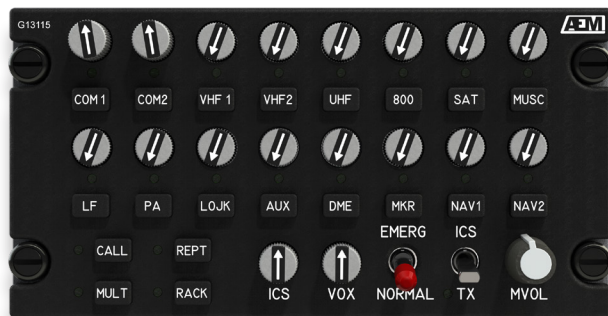 G13115
AEM
COM 1 COM2 VHF 1 VHF2 UHF 800 SAT MUSC
LF PA LOJK AUX DME MKR NAV1 NAV2
EMERG ICS
CALL REPT
MULT RACK ICS VOX NORMAL TX MVOL